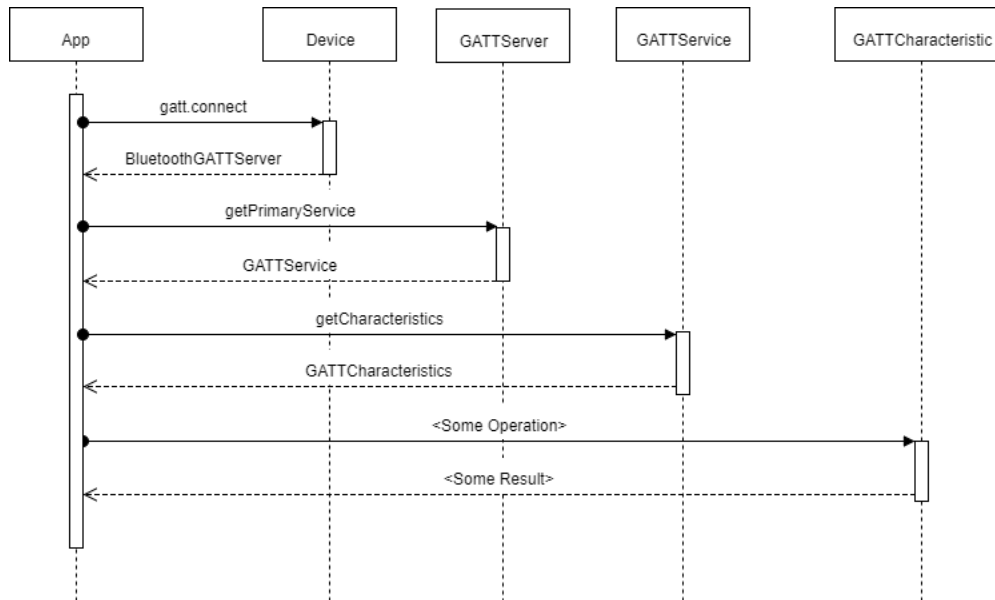 App
Device
GATTServer
GATTService
GATTCharacteristic
gatt.connect
BluetoothGATTServer
getPrimaryService
GATTService
getCharacteristics
GATTCharacteristics
<Some Operation>
<Some Result>